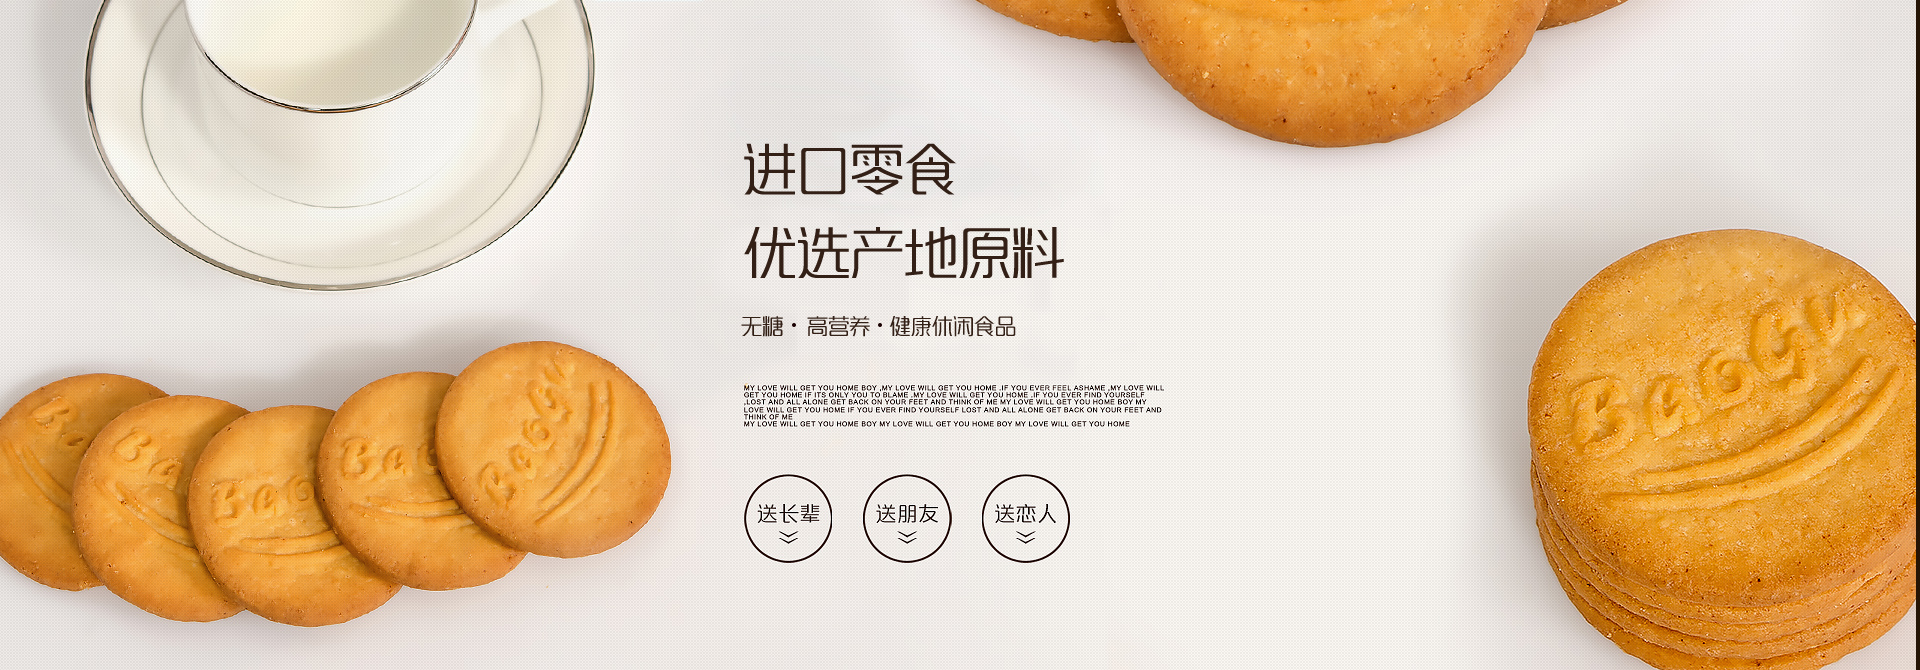 进口零食
优选产地原料
无糖·高营养·健康休闲食品
MY LOVE WILL GET YOU HOME BOY ,MY LOVE WILL GET YOU HOME .IF YOU EVER FEEL ASHAME ,MY LOVE WILL
GET YOU HOME IF ITS ONLY YOU TO BLAME ,MY LOVE WILL GET YOU HOME .IF YOU EVER FIND YOURSELF
,LOST AND ALL ALONE GET BACK ON YOUR FEET AND THINK OF ME MY LOVE WILL GET YOU HOME BOY MY
LOVE WILL GET YOU HOME IF YOU EVER FIND YOURSELF LOST AND ALL ALONE GET BACK ON YOUR FEET AND
THINK OF ME
MY LOVE WILL GET YOU HOME BOY MY LOVE WILL GET YOU HOME BOY MY LOVE WILL GET YOU HOME
送长辈
送朋友
送恋人
Ba
Ba
BaoG
Bao
BaoGu
BaoGu